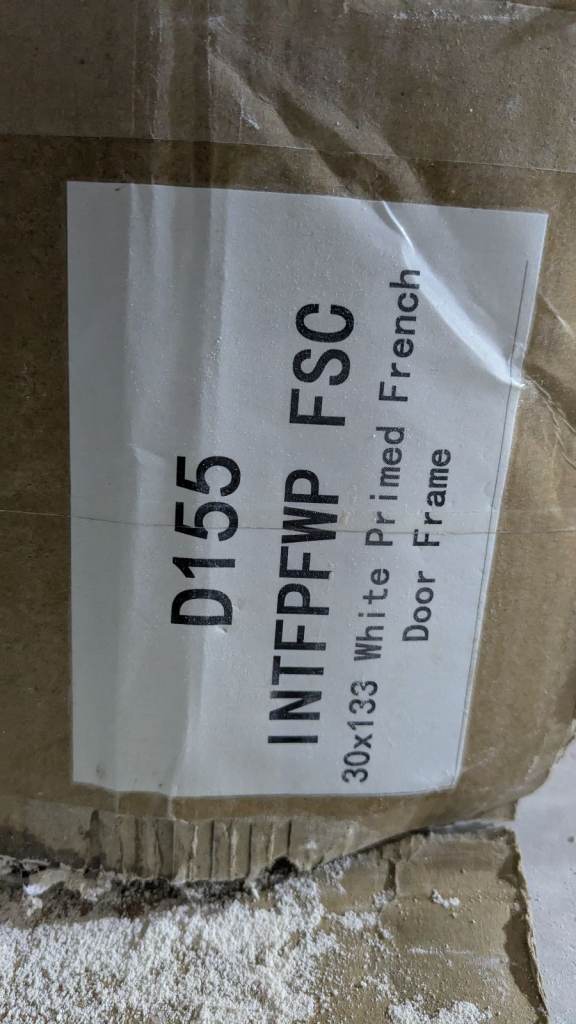 D155
INTFPFWP FSC
30x133 White Primed French
Door Frame